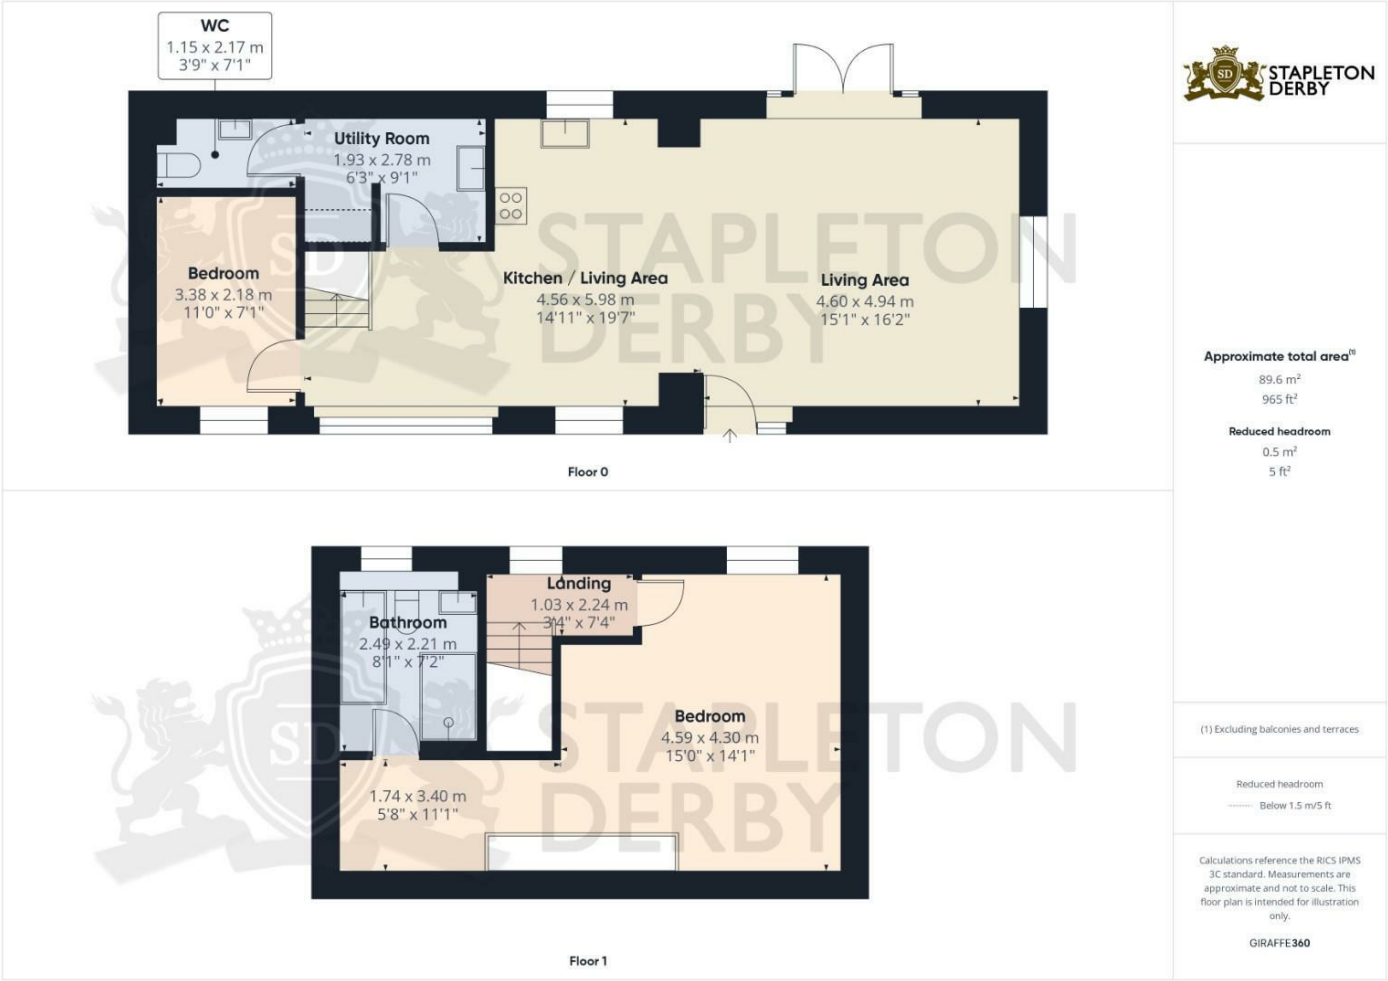 WC
1.15 x 2.17 m
3'9" x 7'1"
Utility Room
1.93 x 2.78 m
6'3" x 9'1"
Bedroom
3.38 x 2.18 m
11'0" x 7'1"
Kitchen / Living Area
4.56 x 5.98 m
14'11" x 19'7"
Living Area
4.60 x 4.94 m
15'1" x 16'2"
SD
STAPLETON
DERBY
Floor 0
Landing
1.03 x 2.24 m
3'4" x 7'4"
Bathroom
2.49 x 2.21 m
8'1" x 7'2"
Bedroom
4.59 x 4.30 m
15'0" x 14'1"
1.74 x 3.40 m
5'8" x 11'1"
SD
STAPLETON
DERBY
Floor 1
SD
STAPLETON
DERBY
Approximate total area(1)
89.6 m²
965 ft²
Reduced headroom
0.5 m²
5 ft²
(1) Excluding balconies and terraces
Reduced headroom
Below 1.5 m/5 ft
Calculations reference the RICS IPMS
3C standard. Measurements are
approximate and not to scale. This
floor plan is intended for illustration
only.
GIRAFFE360